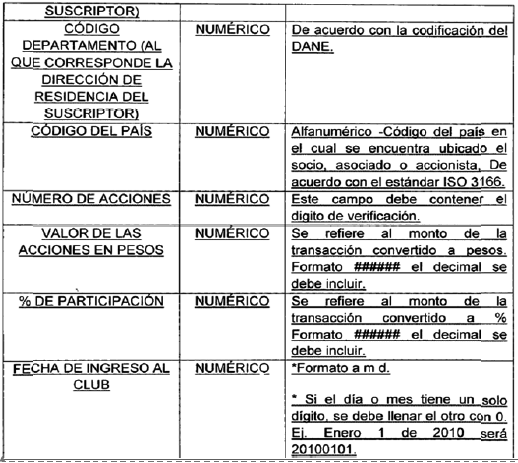 SUSCRIPTOR)
CÓDIGO
DEPARTAMENTO (AL
QUE CORRESPONDE LA
DIRECCIÓN DE
RESIDENCIA DEL
SUSCRIPTOR)
NUMÉRICO
De acuerdo con la codificación del
DANE.
CÓDIGO DEL PAÍS
NUMÉRICO
Alfanumérico -Código del país en
el cual se encuentra ubicado el
socio, asociado o accionista, De
acuerdo con el estándar ISO 3166.
NÚMERO DE ACCIONES
NUMÉRICO
Este campo debe contener el
digito de verificación.
VALOR DE LAS
ACCIONES EN PESOS
NUMÉRICO
Se refiere al monto de la
transacción convertido a pesos.
Formato ###### el decimal se
debe incluir.
% DE PARTICIPACIÓN
NUMÉRICO
Se refiere al monto de la
transacción convertido a %
Formato ###### el decimal se
debe incluir.
FECHA DE INGRESO AL
CLUB
NUMÉRICO
*Formato a m d.
* Si el día o mes tiene un solo
dígito, se debe llenar el otro con 0.
Ej. Enero 1 de 2010 será
20100101.